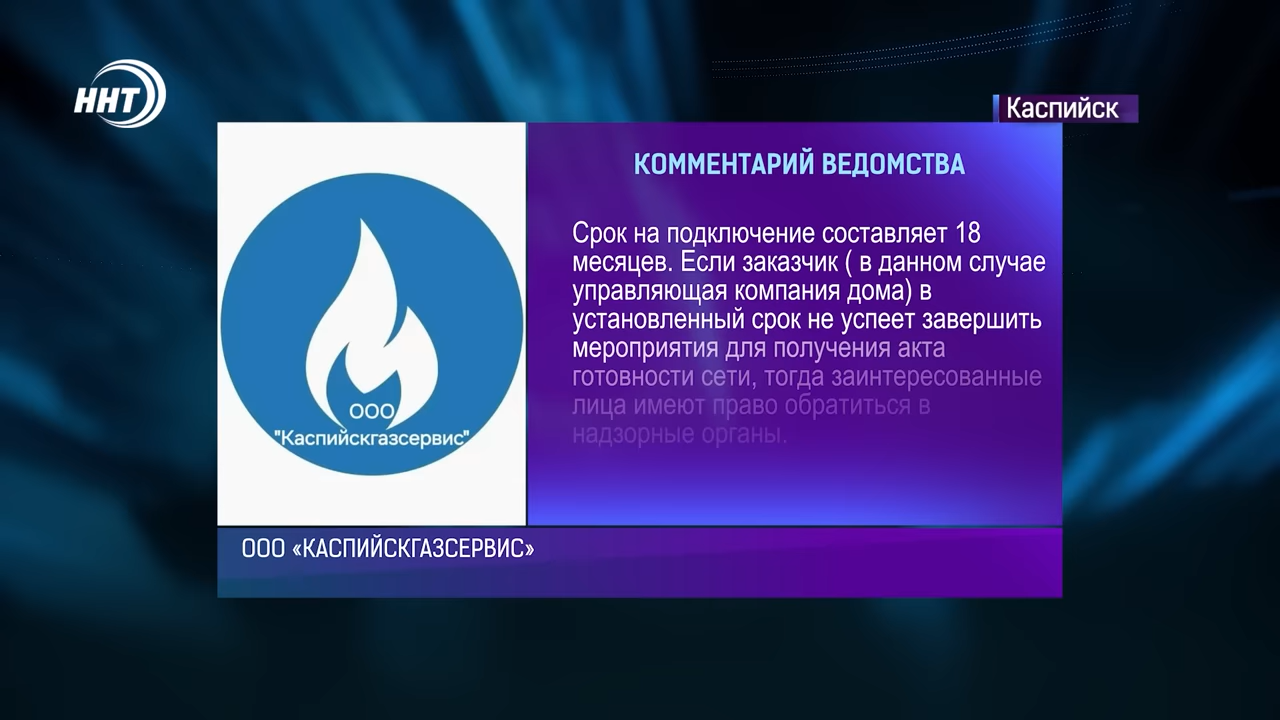 ННТ
Каспийск
КОММЕНТАРИЙ ВЕДОМСТВА
Срок на подключение составляет 18
месяцев. Если заказчик ( в данном случае
управляющая компания дома) в
установленный срок не успеет завершить
мероприятия для получения акта
готовности сети, тогда заинтересованные
лица имеют право обратиться в
надзорные органы.
ООО
"Каспийскгазсервис"
ООО «КАСПИЙСКГАЗСЕРВИС»